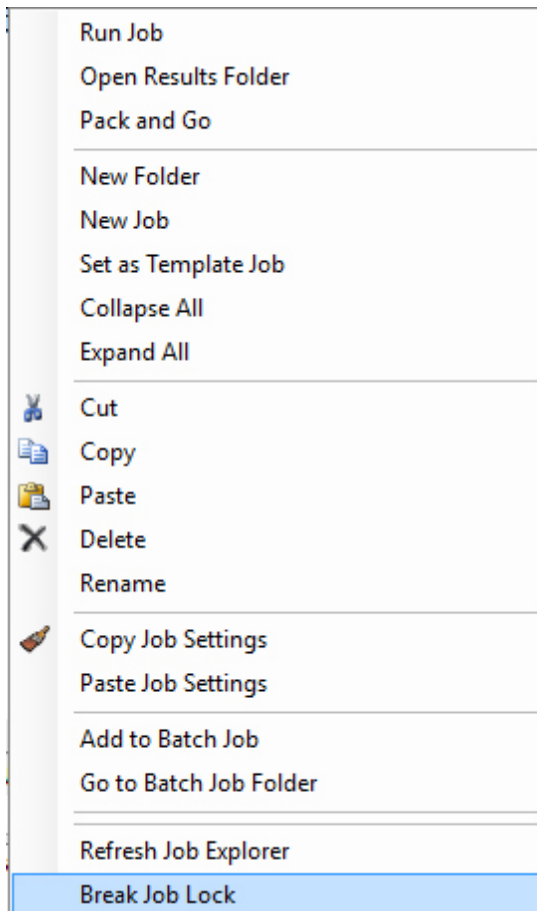 Run Job
Open Results Folder
Pack and Go
New Folder
New Job
Set as Template Job
Collapse All
Expand All
Cut
Copy
Paste
Delete
Rename
Copy Job Settings
Paste Job Settings
Add to Batch Job
Go to Batch Job Folder
Refresh Job Explorer
Break Job Lock